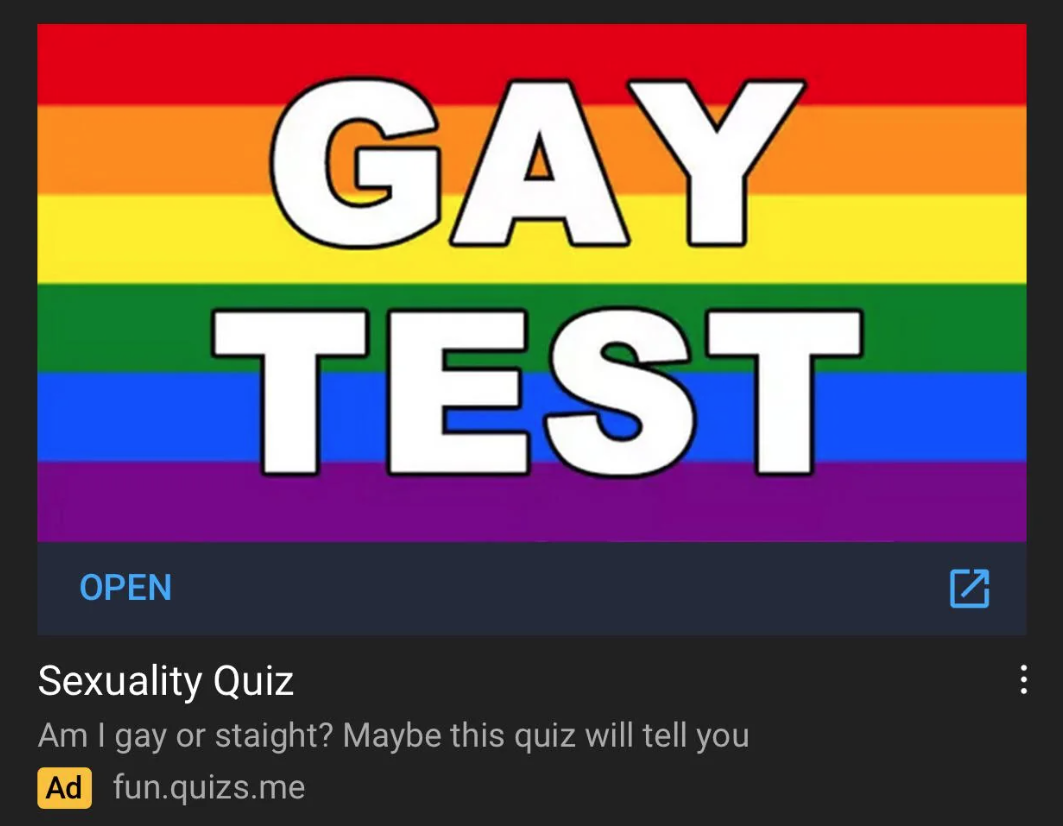 GAY
TEST
OPEN
Sexuality Quiz
Am I gay or staight? Maybe this quiz will tell you
Ad fun.quizs.me